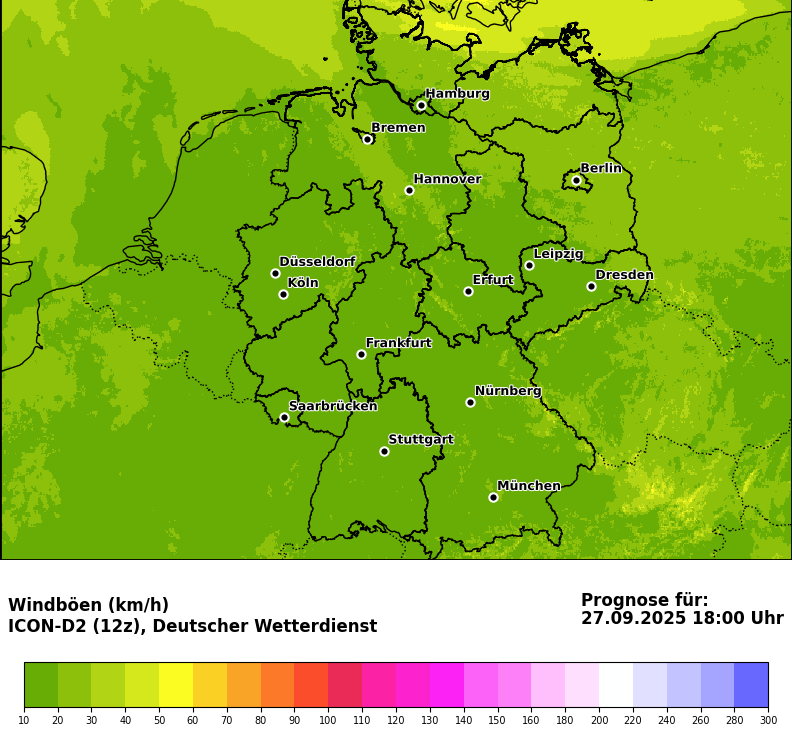 Hamburg
Bremen
Berlin
Hannover
Leipzig
Düsseldorf
Dresden
Köln
Erfurt
Frankfurt
Nürnberg
Saarbrücken
Stuttgart
München
Windböen (km/h)
ICON-D2 (12z), Deutscher Wetterdienst
Prognose für:
27.09.2025 18:00 Uhr
10 20 30 40 50 60 70 80 90 100 110 120 130 140 150 160 180 200 220 240 260 280 300